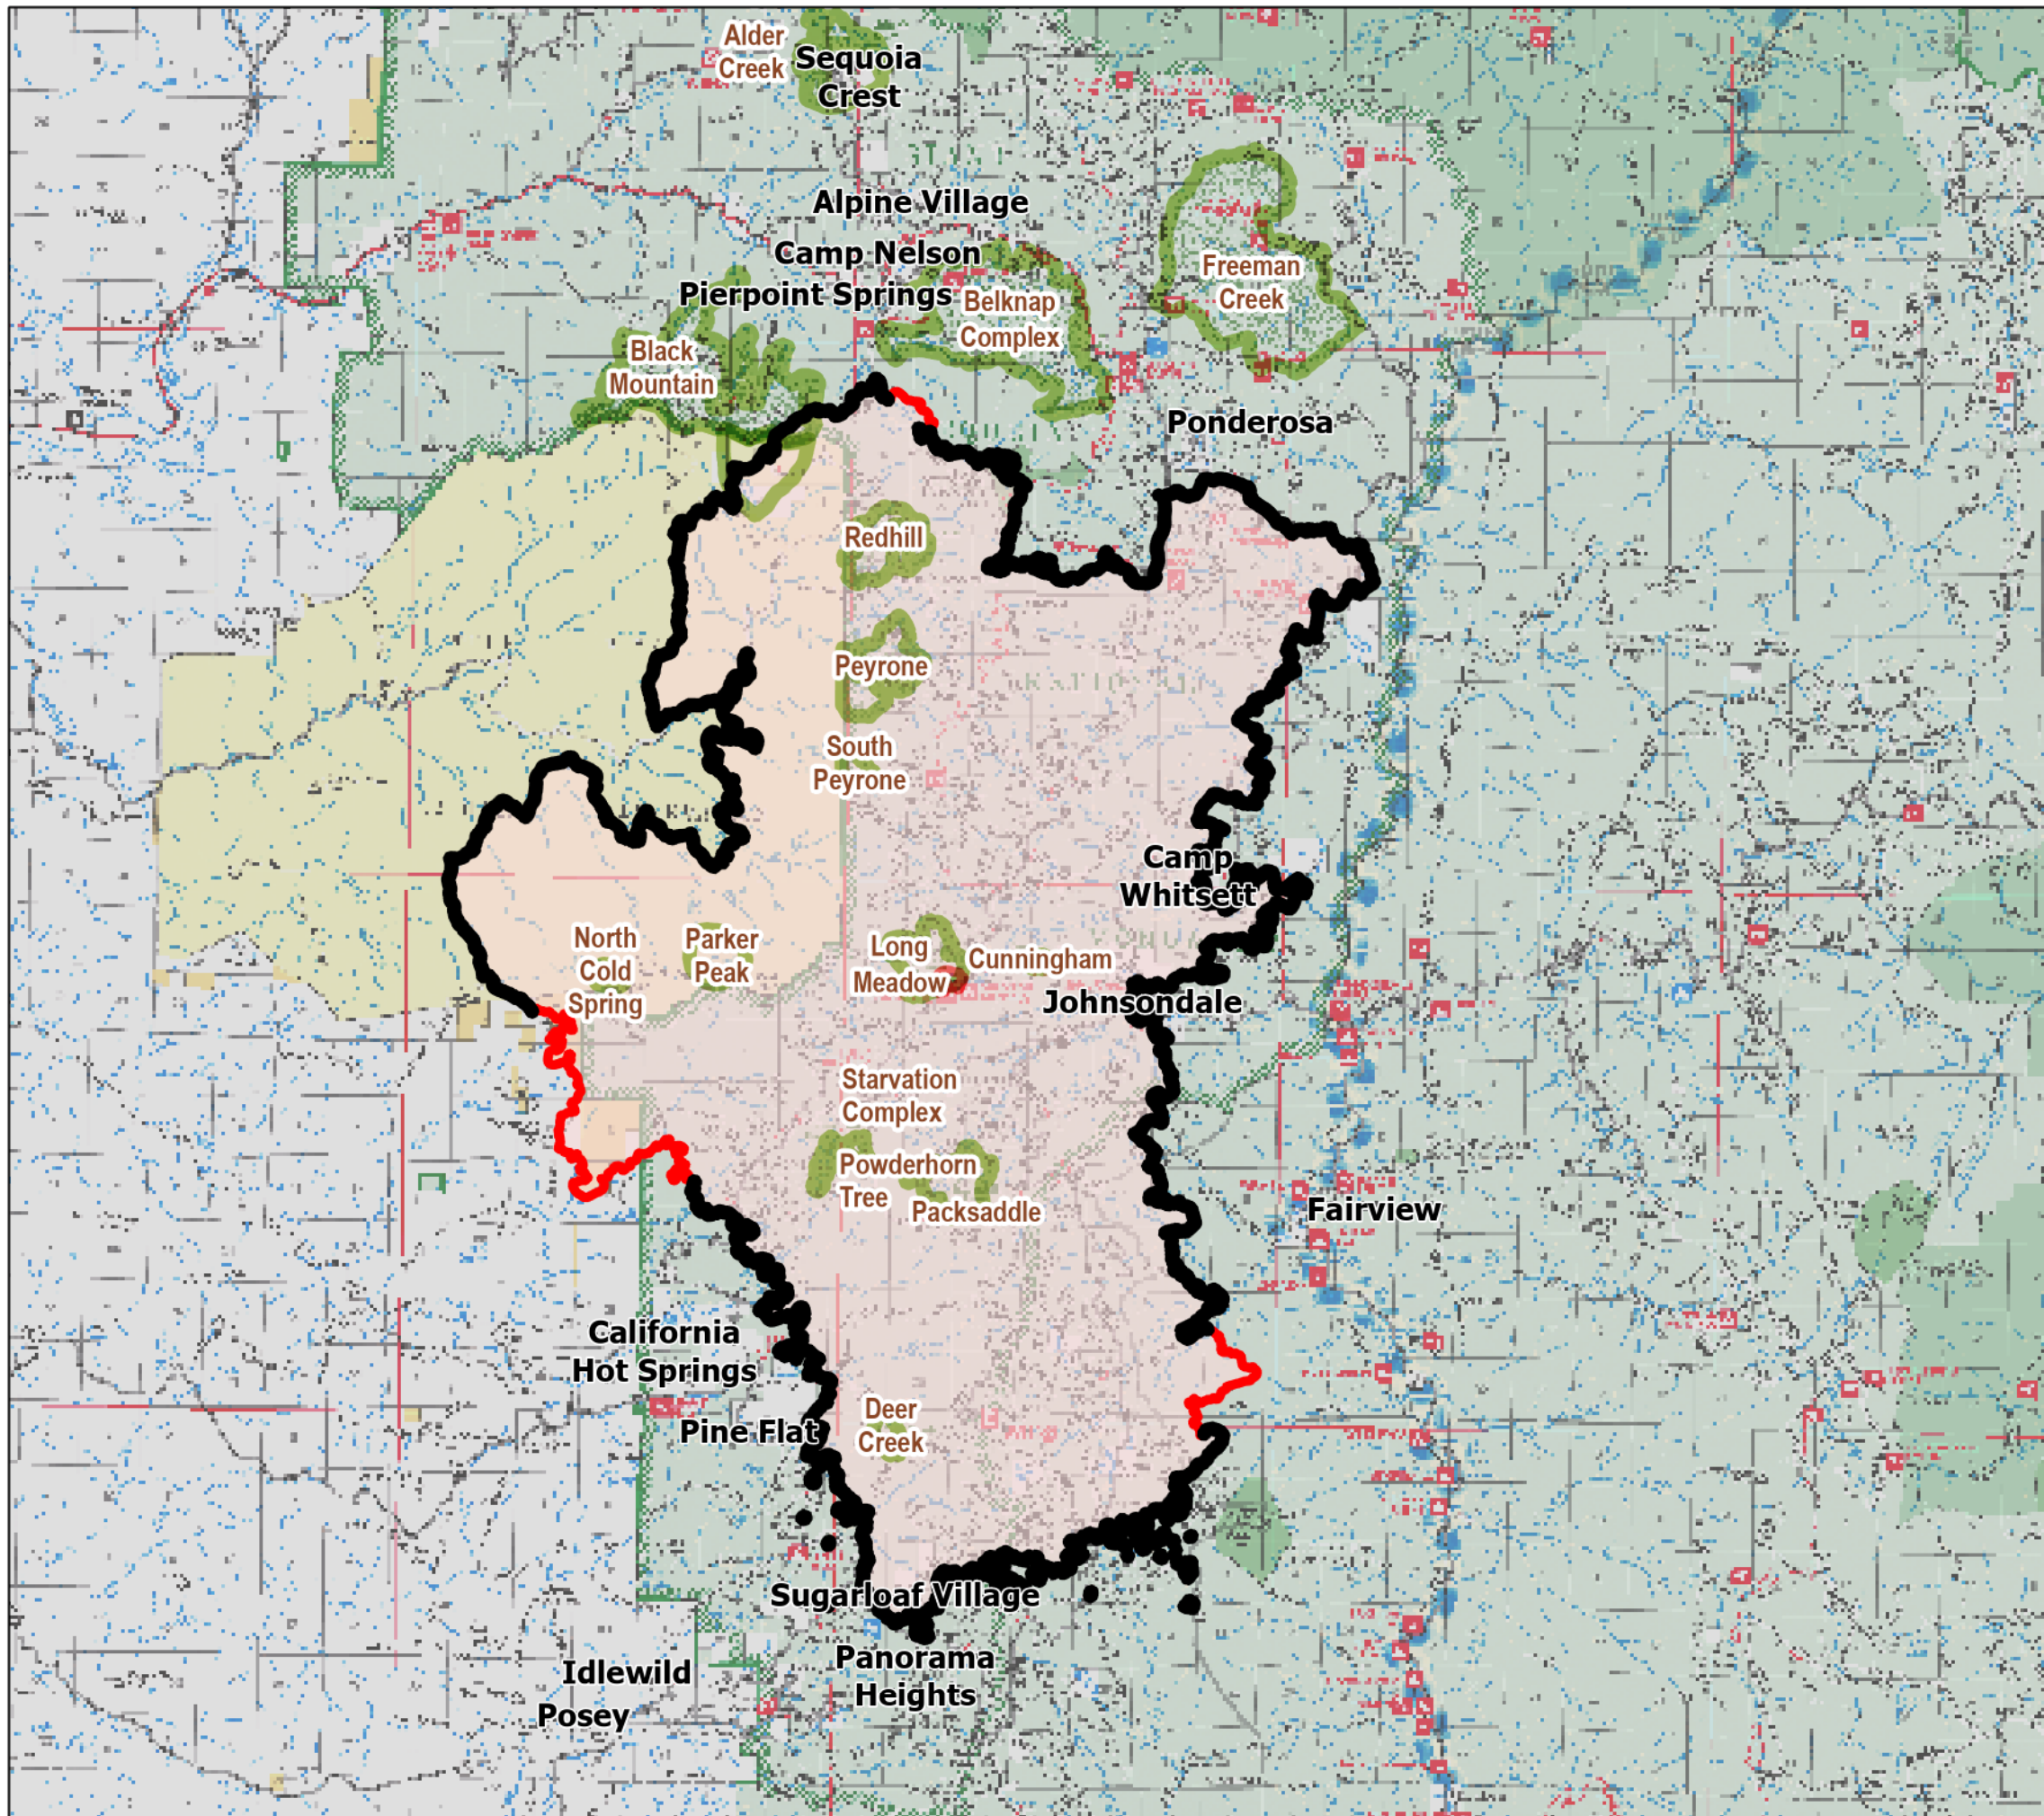 Alder
Creek
Sequoia
Crest
Alpine Village
Camp Nelson
Pierpoint Springs
Belknap
Complex
Freeman
Creek
Black
Mountain
Ponderosa
Redhill
Peyrone
South
Peyrone
Camp
Whitsett
North
Cold
Spring
Parker
Peak
Long
Meadow
Cunningham
Johnsondale
Starvation
Complex
Powderhorn
Tree
Packsaddle
Fairview
California
Hot Springs
Pine Flat
Deer
Creek
Sugarloaf Village
Panorama
Heights
Idlewild
Posey